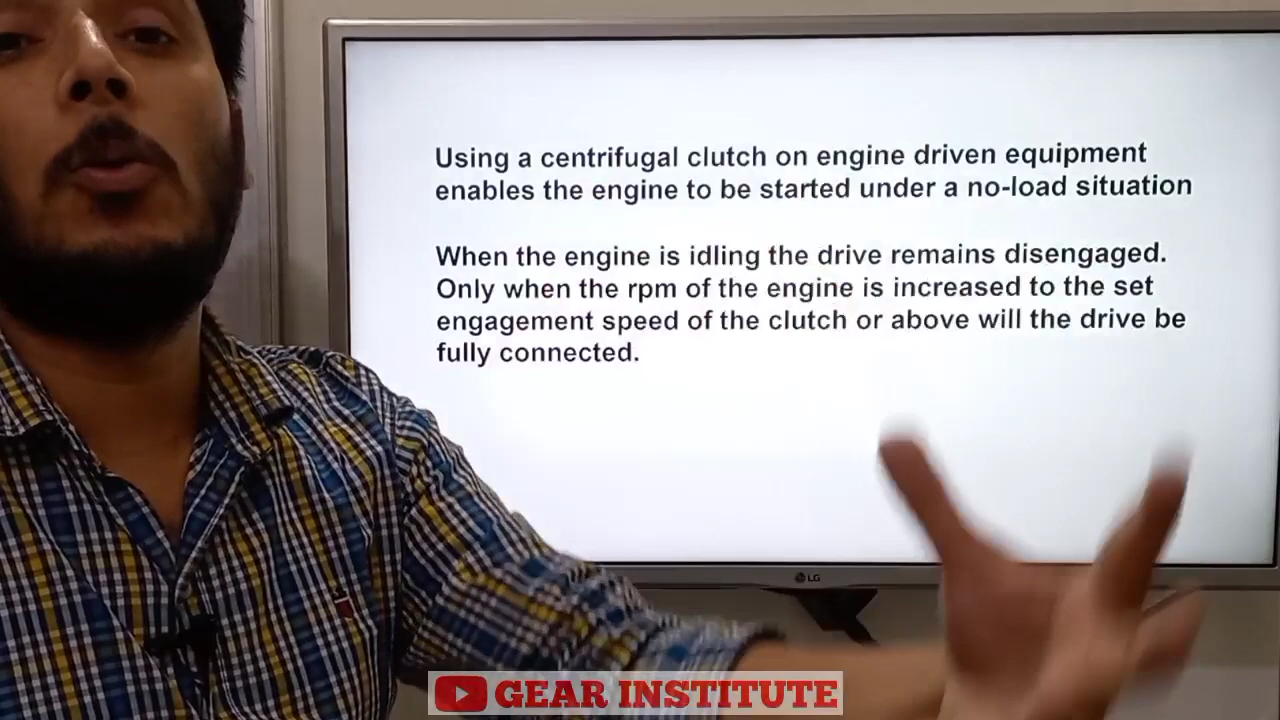 Using a centrifugal clutch on engine driven equipment
enables the engine to be started under a no-load situation
When the engine is idling the drive remains disengaged.
Only when the rpm of the engine is increased to the set
engagement speed of the clutch or above will the drive be
fully connected.
LG
GEAR INSTITUTE